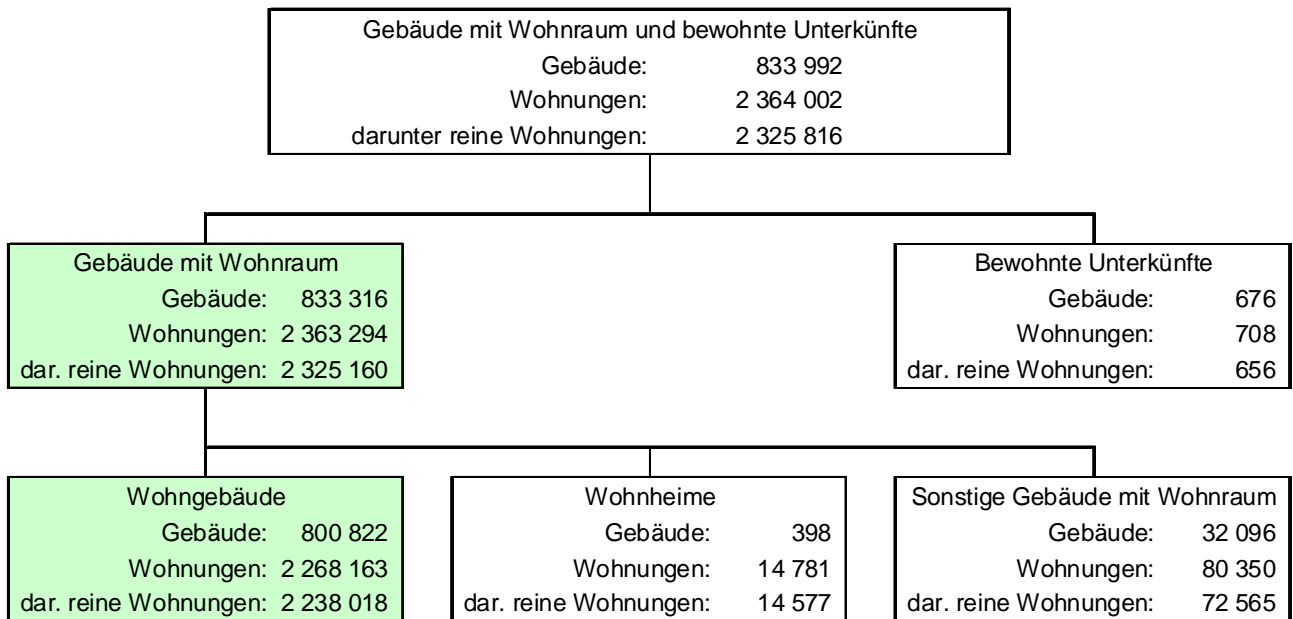 Gebäude mit Wohnraum und bewohnte Unterkünfte
Gebäude: 833 992
Wohnungen: 2 364 002
darunter reine Wohnungen: 2 325 816
Gebäude mit Wohnraum
Gebäude: 833 316
Wohnungen: 2 363 294
dar. reine Wohnungen: 2 325 160
Bewohnte Unterkünfte
Gebäude: 676
Wohnungen: 708
dar. reine Wohnungen: 656
Wohngebäude
Gebäude: 800 822
Wohnungen: 2 268 163
dar. reine Wohnungen: 2 238 018
Wohnheime
Gebäude: 398
Wohnungen: 14 781
dar. reine Wohnungen: 14 577
Sonstige Gebäude mit Wohnraum
Gebäude: 32 096
Wohnungen: 80 350
dar. reine Wohnungen: 72 565